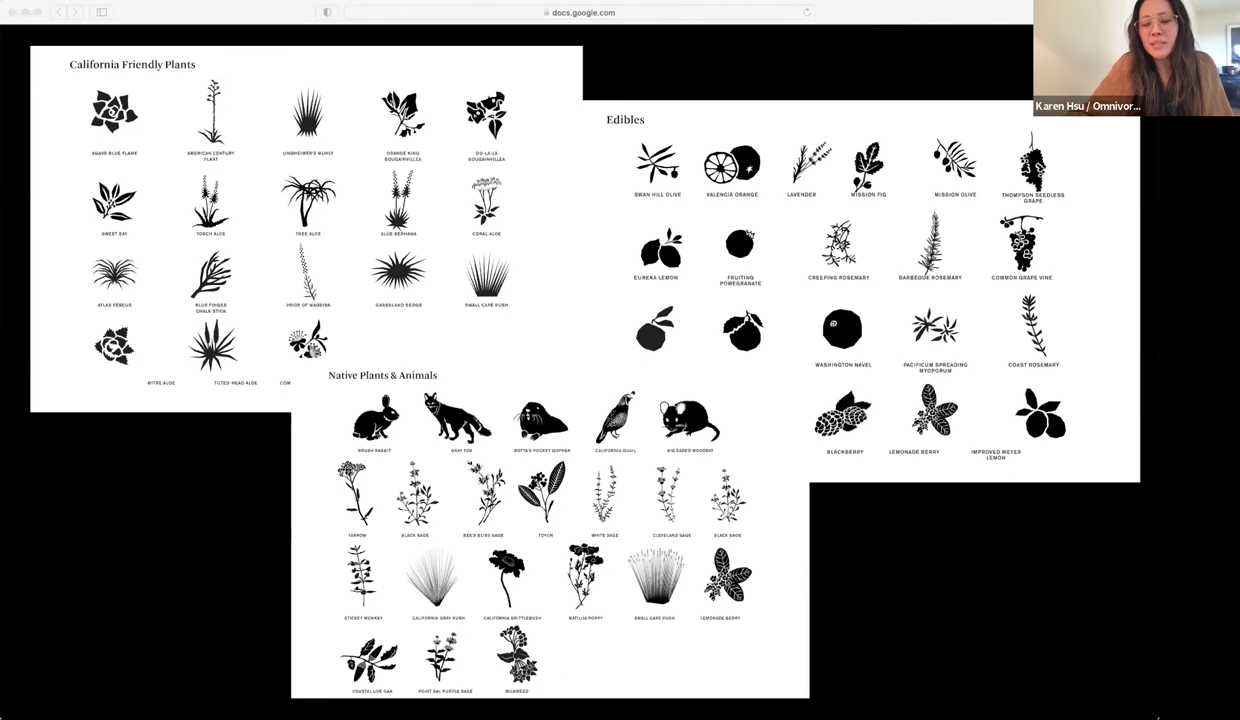 docs.google.com
Karen Hsu / Omnivor...
California Friendly Plants
AGAVE BLUE FLAME
AMERICAN CENTURY
PLANT
LINDHEIMER'S MUHLY
ORANGE KING
BOUGAINVILLEA
OO-LA-LA
BOUGAINVILLEA
SWEET BAY
TORCH ALOE
TREE ALOE
ALOE BERHANA
CORAL ALOE
ATLAS FESCUE
BLUE FINGER
CHALK STICK
PRIDE OF MADEIRA
GRASSLAND SEDGE
SMALL CAPE RUSH
MITRE ALOE
TILTED-HEAD ALOE
COM
Edibles
SWAN HILL OLIVE
VALENCIA ORANGE
LAVENDER
MISSION FIG
MISSION OLIVE
THOMPSON SEEDLESS
GRAPE
EUREKA LEMON
FRUITING
POMEGRANATE
CREEPING ROSEMARY
BARBEQUE ROSEMARY
COMMON GRAPE VINE
WASHINGTON NAVEL
PACIFICUM SPREADING
MYOPORUM
COAST ROSEMARY
BLACKBERRY
LEMONADE BERRY
IMPROVED MEYER
LEMON
Native Plants & Animals
BRUSH RABBIT
GRAY FOX
BOTTA'S POCKET GOPHER
CALIFORNIA QUAIL
BIG EARED WOODRAT
YARROW
BLACK SAGE
BEE'S BLISS SAGE
TOYON
WHITE SAGE
CLEVELAND SAGE
BLACK SAGE
STICKEY MONKEY
CALIFORNIA GRAY RUSH
CALIFORNIA BRITTLEBUSH
MATILIJA POPPY
SMALL CAPE RUSH
LEMONADE BERRY
COASTAL LIVE OAK
POINT SAL PURPLE SAGE
MILKWEED